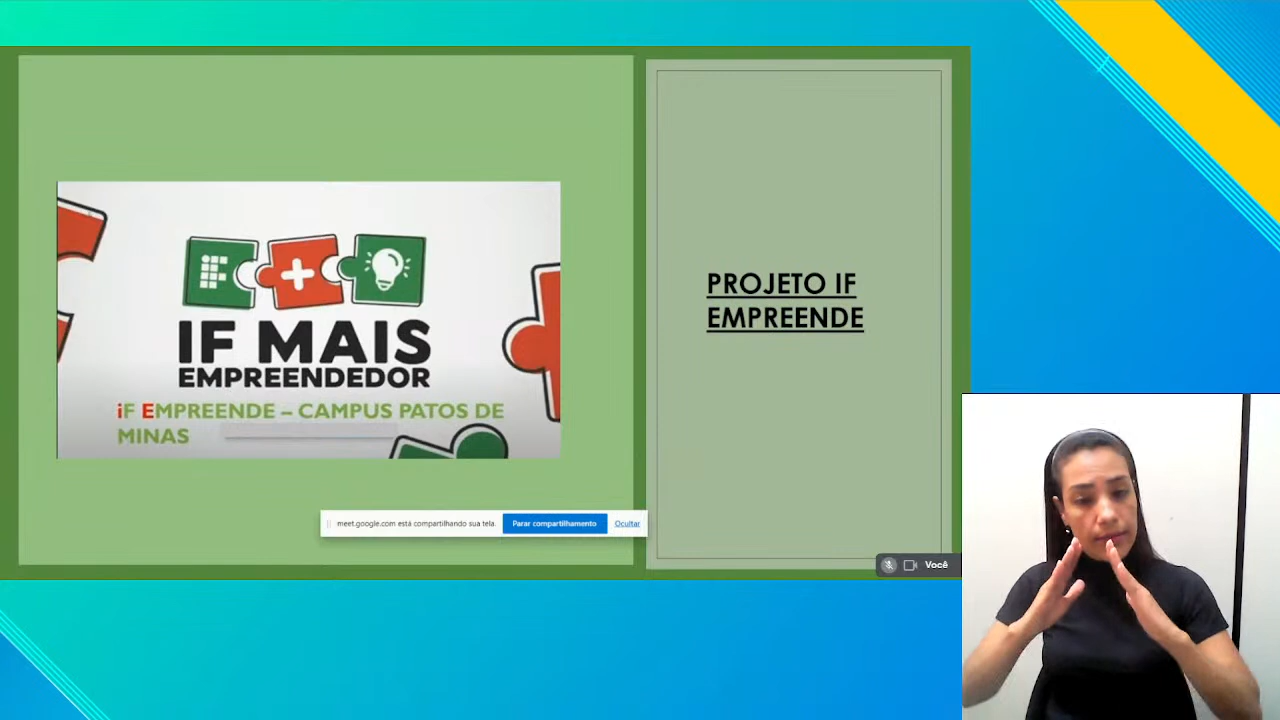 IF MAIS
EMPREENDEDOR
iF EMPREENDE – CAMPUS PATOS DE
MINAS
PROJETO IF
EMPREENDE
meet.google.com está compartilhando sua tela.
Parar compartilhamento
Ocultar
Você